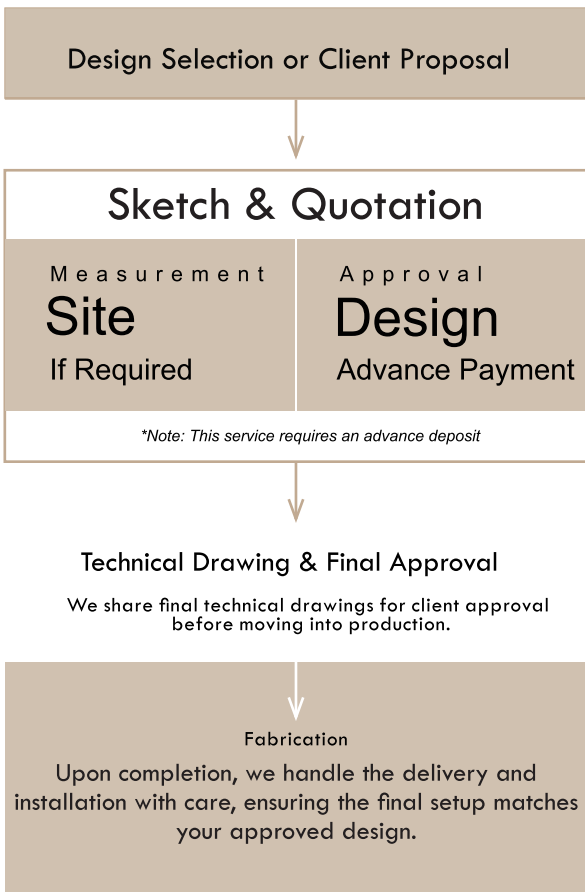 Design Selection or Client Proposal
Sketch & Quotation
Measurement
Site
If Required
Approval
Design
Advance Payment
*Note: This service requires an advance deposit
Technical Drawing & Final Approval
We share final technical drawings for client approval
before moving into production.
Fabrication
Upon completion, we handle the delivery and
installation with care, ensuring the final setup matches
your approved design.